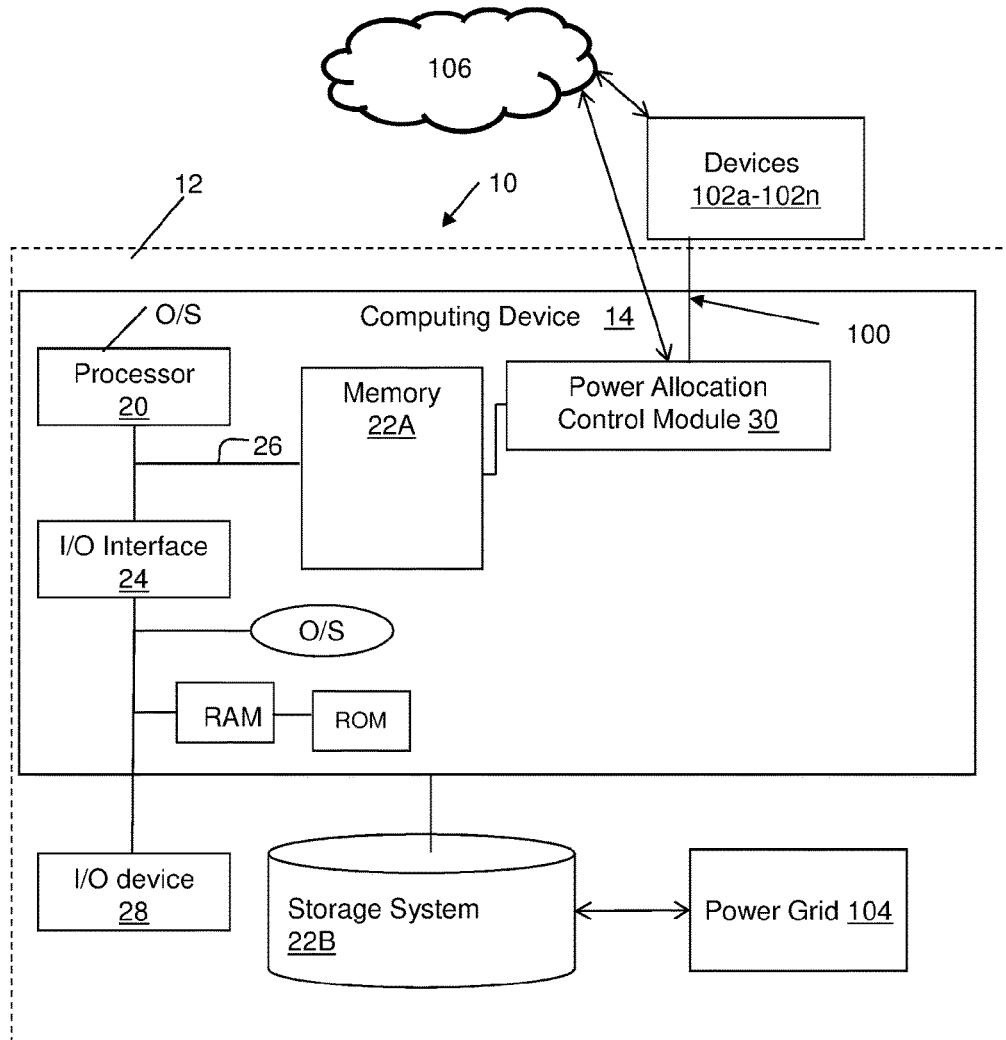 106
Devices
102a-102n
12
10
O/S
Computing Device 14
100
Processor
20
Memory
22A
Power Allocation
Control Module 30
26
I/O Interface
24
O/S
RAM
ROM
I/O device
28
Storage System
22B
Power Grid 104